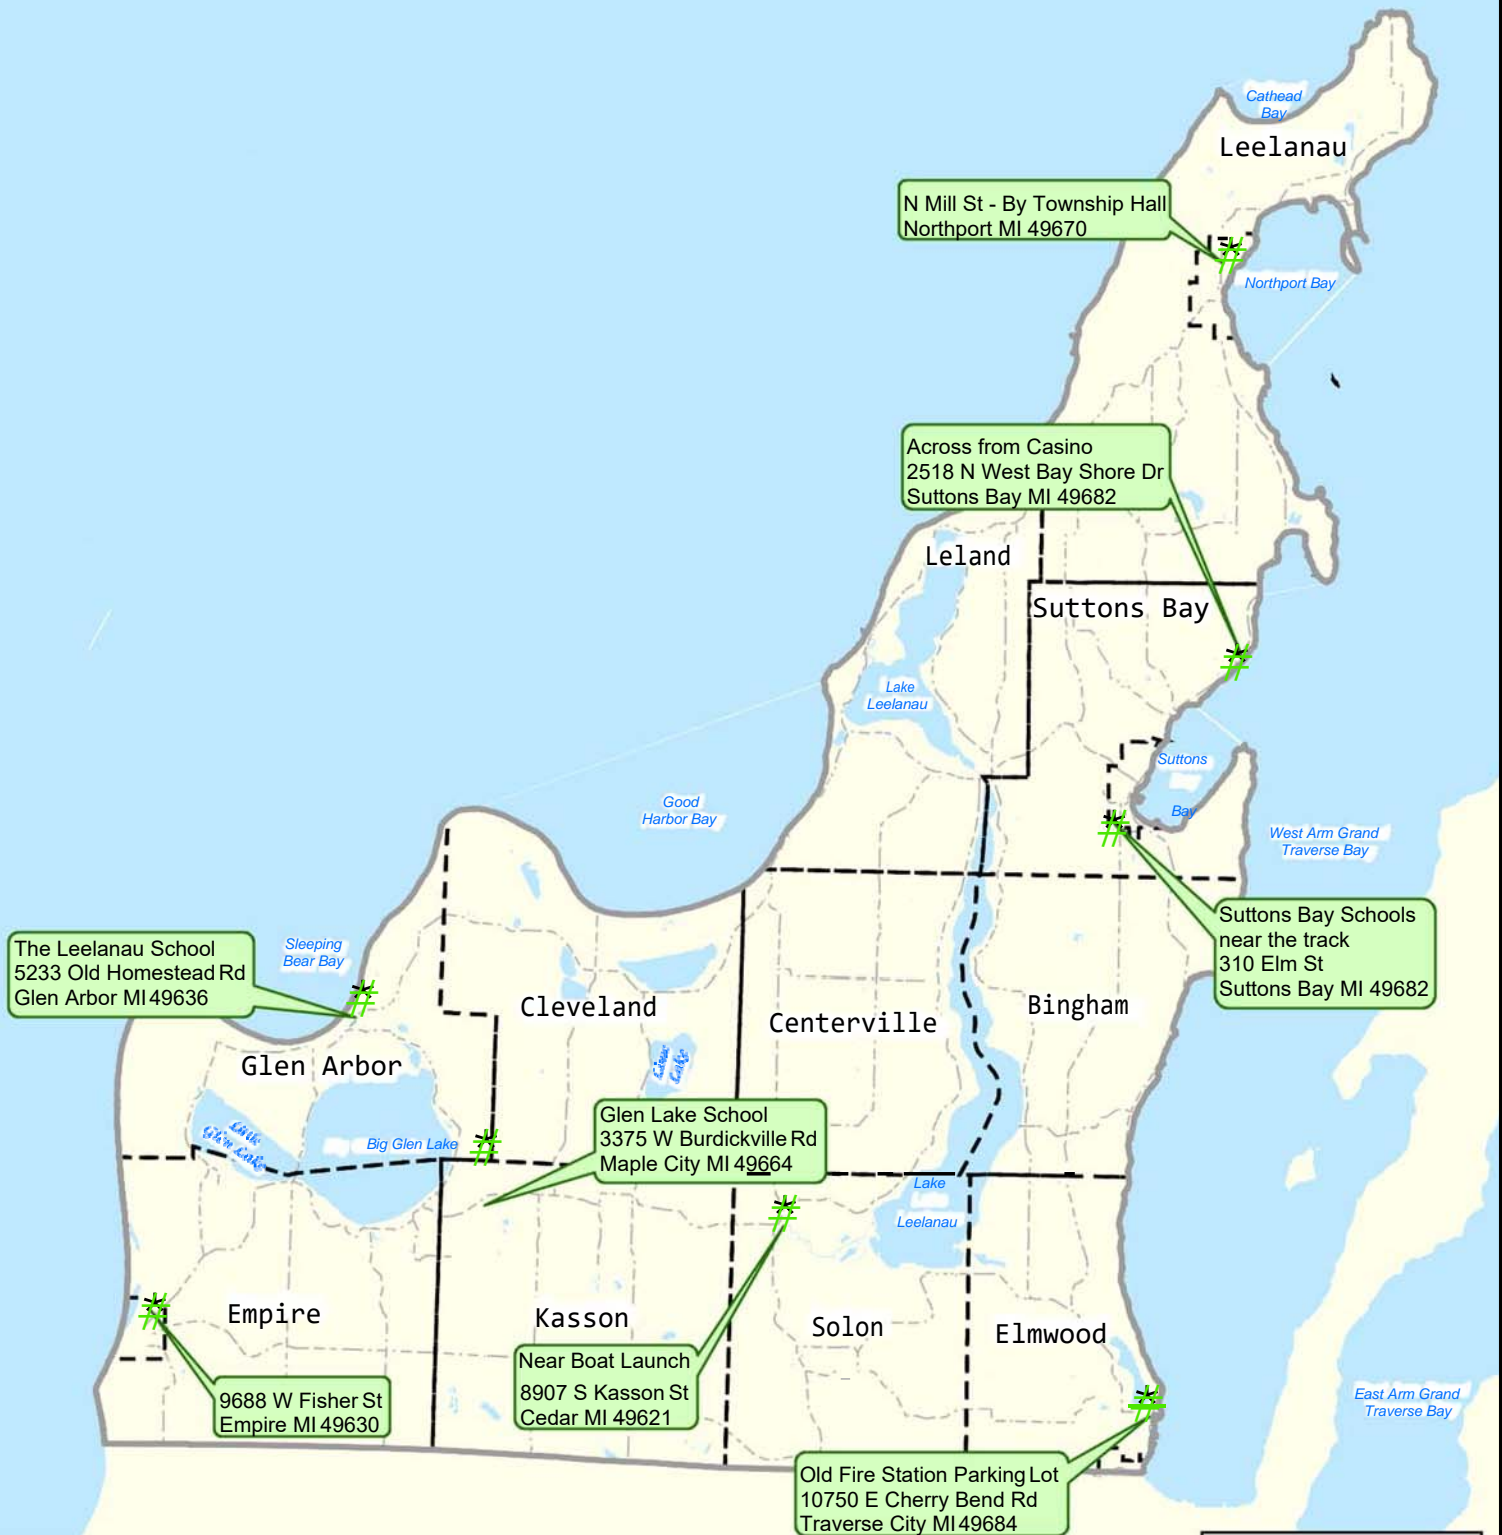 Cathead
Bay
Leelanau
N Mill St - By Township Hall
Northport MI 49670
Northport Bay
Across from Casino
2518 N West Bay Shore Dr
Suttons Bay MI 49682
Leland
Suttons Bay
Lake
Leelanau
Suttons
Bay
Good
Harbor Bay
West Arm Grand
Traverse Bay
Suttons Bay Schools
near the track
310 Elm St
Suttons Bay MI 49682
The Leelanau School
5233 Old Homestead Rd
Glen Arbor MI 49636
Sleeping
Bear Bay
Cleveland
Centerville
Bingham
Glen Arbor
Lime
Lake
Little
Glen Lake
Big Glen Lake
Glen Lake School
3375 W Burdickville Rd
Maple City MI 49664
Lake
Leelanau
Empire
Kasson
Solon
Elmwood
Near Boat Launch
8907 S Kasson St
Cedar MI 49621
9688 W Fisher St
Empire MI 49630
East Arm Grand
Traverse Bay
Old Fire Station Parking Lot
10750 E Cherry Bend Rd
Traverse City MI 49684